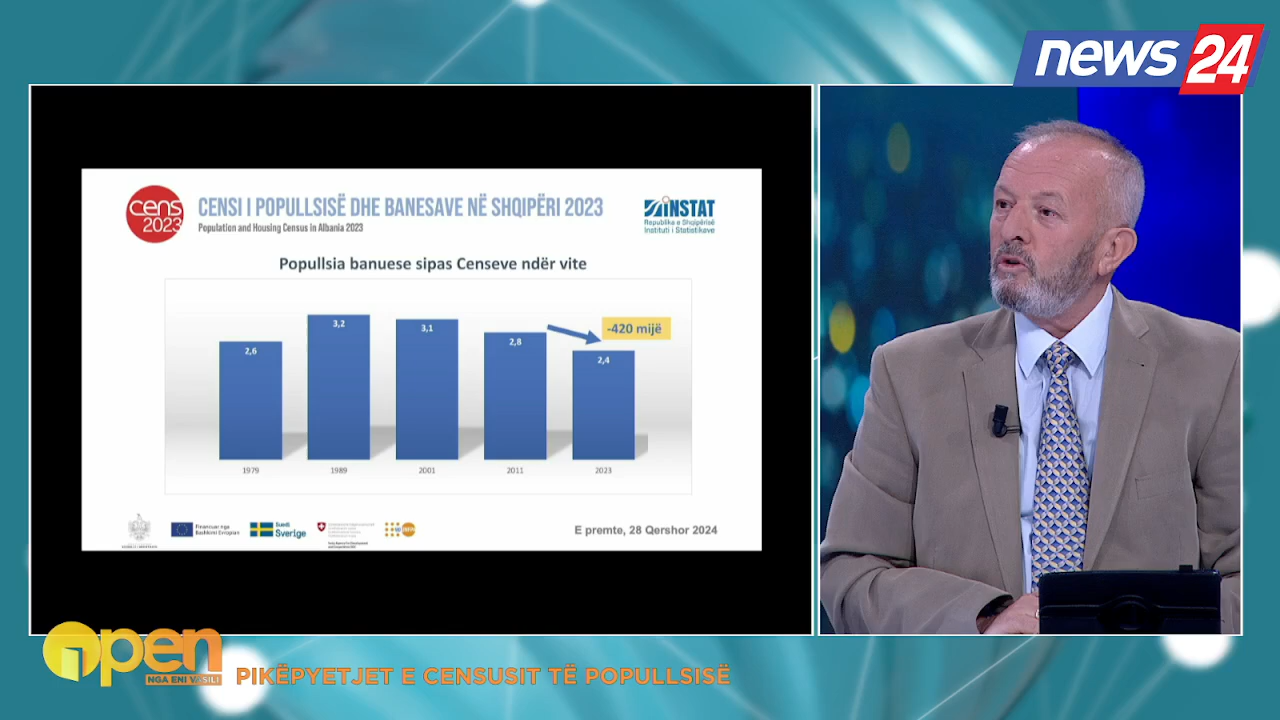 news 24
cens 2023
CENSI I POPULLSISË DHE BANESAVE NË SHQIPËRI 2023
Population and Housing Census in Albania 2023
INSTAT
Republika e Shqipërisë
Instituti i Statistikave
Popullsia banuese sipas Censeve ndër vite
2,6
3,2
3,1
2,8
2,4
-420 mijë
1979
1989
2001
2011
2023
Financuar nga
Bashkimi Evropian
Suedi
Sverige
E premte, 28 Qershor 2024
Open
NGA ENI VASILI
PIKËPYETJET E CENSUSIT TË POPULLSISË